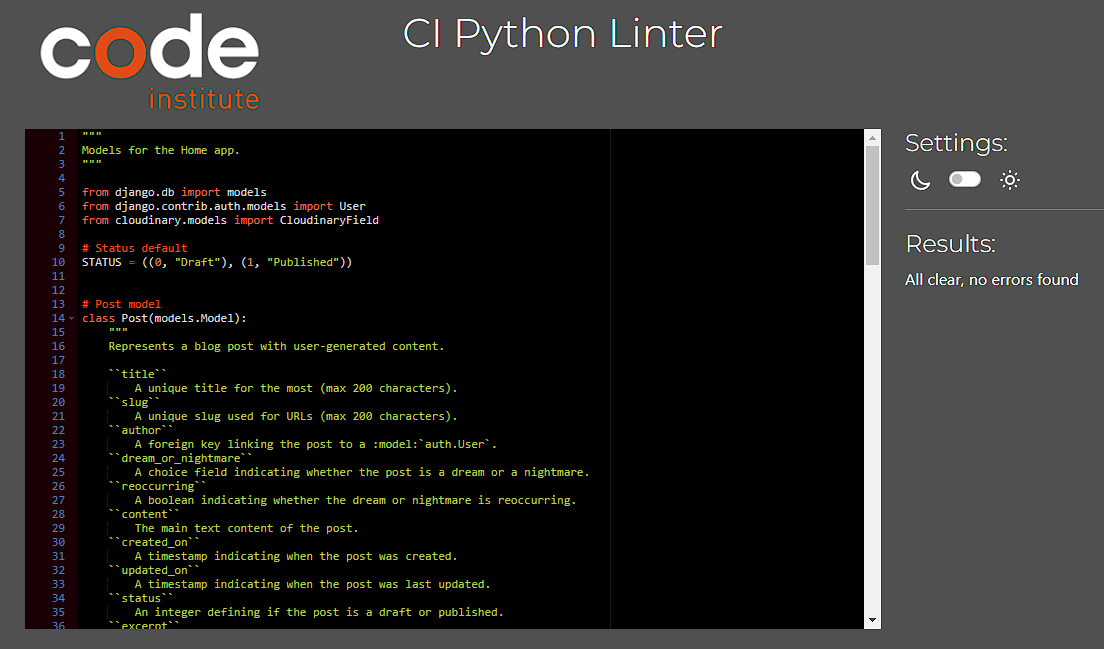 code
institute
CI Python Linter
1 """
2 Models for the Home app.
3 """
4
5 from django.db import models
6 from django.contrib.auth.models import User
7 from cloudinary.models import CloudinaryField
8
9 # Status default
10 STATUS = ((0, "Draft"), (1, "Published"))
11
12
13 # Post model
14 class Post(models.Model):
15 """
16 Represents a blog post with user-generated content.
17
18 ``title``
19 A unique title for the most (max 200 characters).
20 ``slug``
21 A unique slug used for URLs (max 200 characters).
22 ``author``
23 A foreign key linking the post to a :model:`auth.User`.
24 ``dream_or_nightmare``
25 A choice field indicating whether the post is a dream or a nightmare.
26 ``reoccurring``
27 A boolean indicating whether the dream or nightmare is reoccurring.
28 ``content``
29 The main text content of the post.
30 ``created_on``
31 A timestamp indicating when the post was created.
32 ``updated_on``
33 A timestamp indicating when the post was last updated.
34 ``status``
35 An integer defining if the post is a draft or published.
36 ``excerpt``
Settings:
Results:
All clear, no errors found